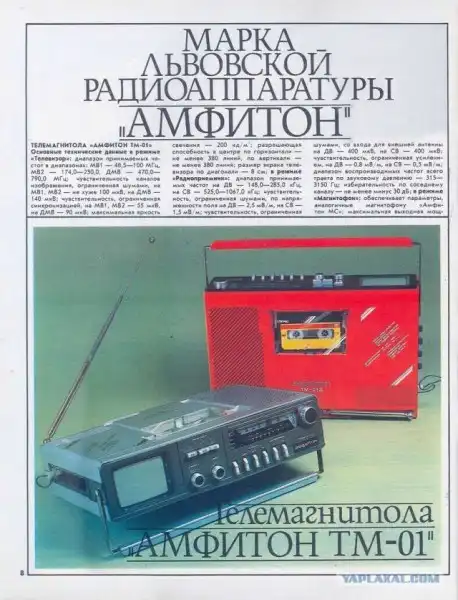 МАРКА
ЛЬВОВСКОЙ
РАДИОАППАРАТУРЫ
"АМФИТОН"
ТЕЛЕМАГНИТОЛА «АМФИТОН ТМ-01»
Основные технические данные в режиме
«Телевизор»: диапазон принимаемых час-
тот в диапазонах: МВ1 — 48,5—100 МГц,
МВ2 — 174,0—230,0, ДМВ — 470,0—
790,0 МГц; чувствительность каналов
изображения, ограниченная шумами, на
МВ1, МВ2 — не хуже 100 мкВ, на ДМВ —
140 мкВ; чувствительность, ограниченная
синхронизацией, на МВ1, МВ2 — 55 мкВ,
на ДМВ — 90 мкВ; максимальная яркость
свечения — 200 кд/м²; разрешающая
способность в центре по горизонтали —
не менее 280 линий, по вертикали —
не менее 380 линий; размер экрана теле-
визора по диагонали — 8 см; в режиме
«Радиоприемник»: диапазон принимае-
мых частот на ДВ — 148,0—285,0 кГц,
на СВ — 525,0—1607,0 кГц; чувствитель-
ность, ограниченная шумами, по напря-
женности поля на ДВ — 2,5 мВ/м, на СВ —
1,5 мВ/м; чувствительность, ограниченная
шумами, со входа для внешней антенны
на ДВ — 400 мкВ, на СВ — 400 мкВ;
чувствительность, ограниченная усилени-
ем, на ДВ — 0,8 мВ/м, на СВ — 0,5 мВ/м;
диапазон воспроизводимых частот всего
тракта по звуковому давлению — 315—
3150 Гц; избирательность по соседнему
каналу — не менее минус 30 дБ; в режиме
«Магнитофон»: обеспечивает параметры,
аналогичные магнитофону «Амфи-
тон МС»; максимальная выходная мощ-
Телемагнитола
"АМФИТОН ТМ-01"
8
YAPLAKAL.COM